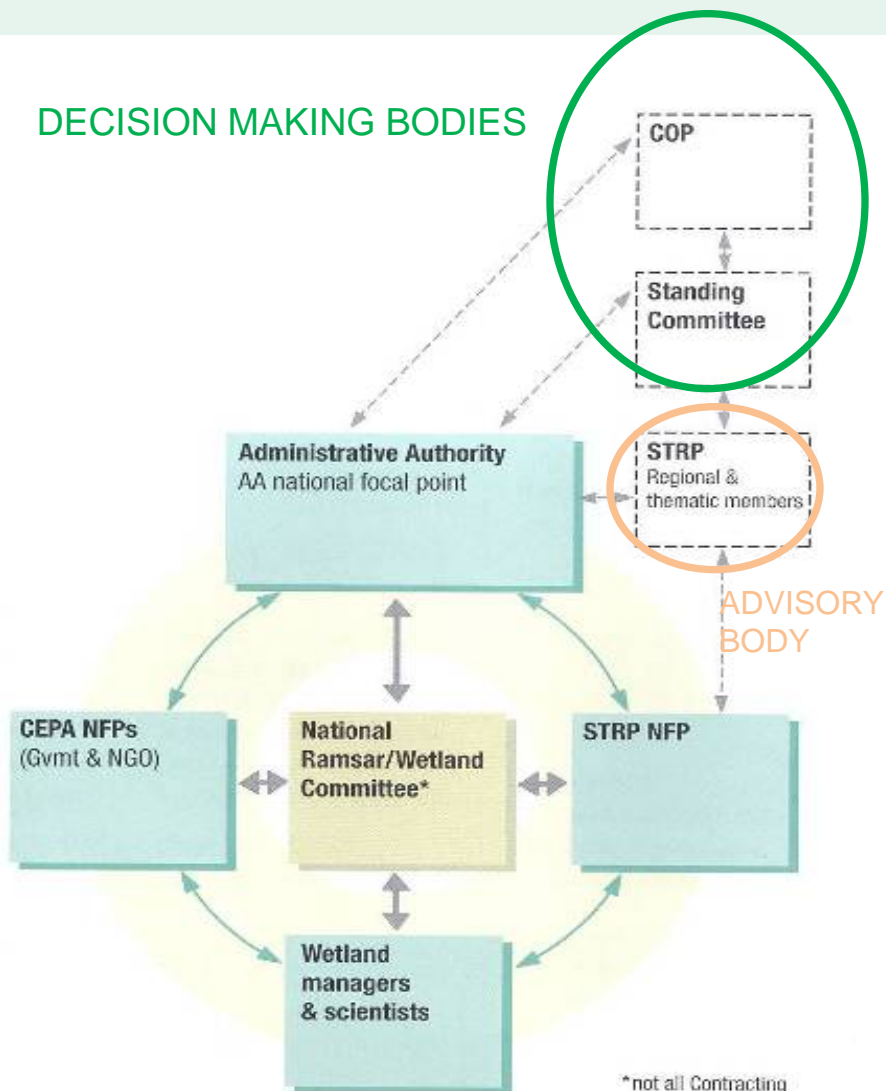 DECISION MAKING BODIES
COP
Standing
Committee
Administrative Authority
AA national focal point
STRP
Regional &
thematic members
ADVISORY
BODY
CEPA NFPs
(Gvmt & NGO)
National
Ramsar/Wetland
Committee*
STRP NFP
Wetland
managers
& scientists
*not all Contracting